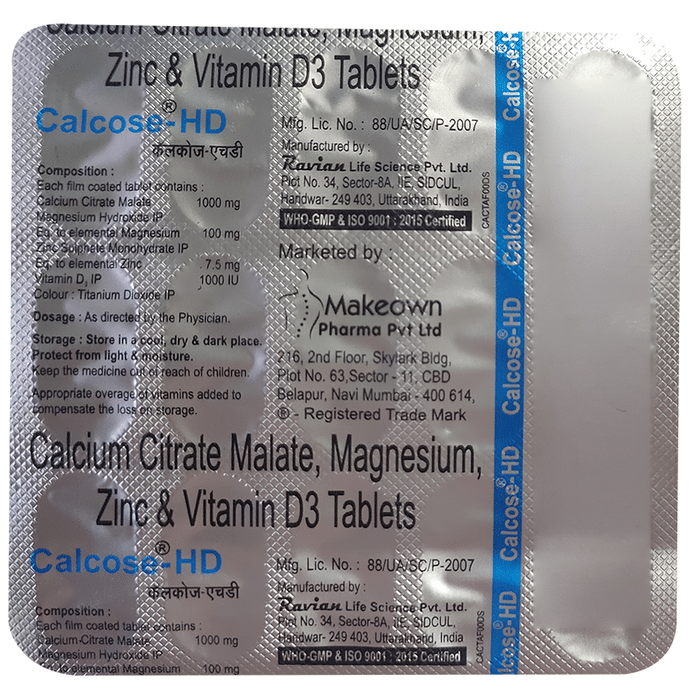 Calcium Citrate Malate, Magnesium,
Zinc & Vitamin D3 Tablets
Calcose®-HD
कॅलकोज-एचडी
Composition :
Each film coated tablet contains :
Calcium Citrate Malate 1000 mg
Magnesium Hydroxide IP
Eq. to elemental Magnesium 100 mg
Zinc Sulphate Monohydrate IP
Eq. to elemental Zinc 7.5 mg
Vitamin D3 IP 1000 IU
Colour : Titanium Dioxide IP
Dosage : As directed by the Physician.
Storage : Store in a cool, dry & dark place.
Protect from light & moisture.
Keep the medicine out of reach of children.
Appropriate overage of vitamins added to
compensate the loss on storage.
Mfg. Lic. No. : 88/UA/SC/P-2007
Manufactured by :
Ravian Life Science Pvt. Ltd.
Plot No. 34, Sector-8A, IIE, SIDCUL,
Haridwar- 249 403, Uttarakhand, India
WHO-GMP & ISO 9001 : 2015 Certified
CACTAF00DS
Marketed by :
Makeown
Pharma Pvt Ltd
216, 2nd Floor, Skylark Bldg,
Plot No. 63,Sector - 11, CBD
Belapur, Navi Mumbai - 400 614,
® - Registered Trade Mark
Calcium Citrate Malate, Magnesium,
Zinc & Vitamin D3 Tablets
Calcose®-HD
कॅलकोज-एचडी
Composition :
Each film coated tablet contains :
Calcium Citrate Malate 1000 mg
Magnesium Hydroxide IP
Eq. to elemental Magnesium 100 mg
Mfg. Lic. No. : 88/UA/SC/P-2007
Manufactured by :
Ravian Life Science Pvt. Ltd.
Plot No. 34, Sector-8A, IIE, SIDCUL,
Haridwar- 249 403, Uttarakhand, India
WHO-GMP & ISO 9001 : 2015 Certified
CACTAF00DS
Calcose®-H
Calcose®-HD
Calcose®-HD
Calcose®-HD
lcose®-HD